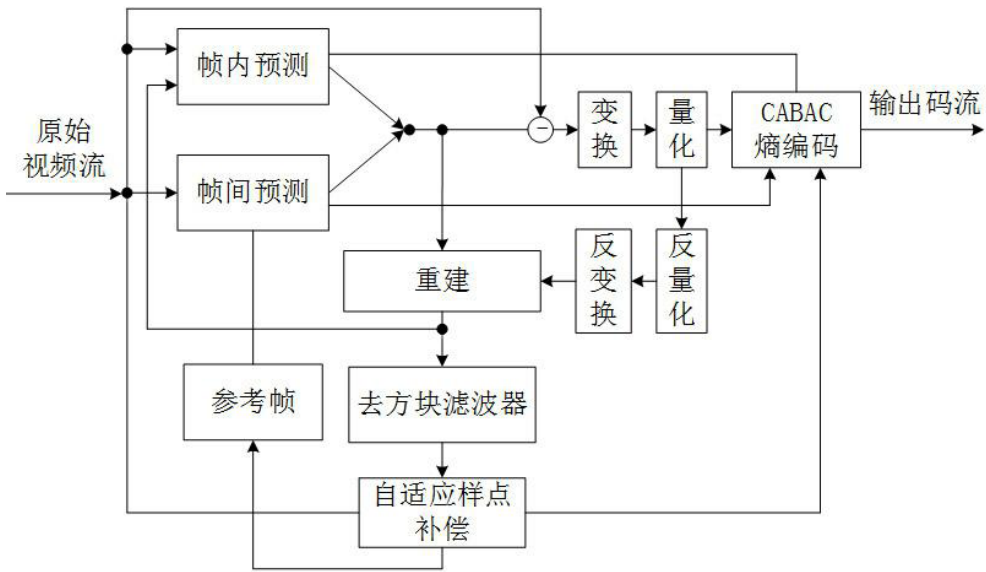 原始
视频流
帧内预测
帧间预测
−
变
换
量
化
CABAC
熵编码
输出码流
重建
反
变
换
反
量
化
参考帧
去方块滤波器
自适应样点
补偿